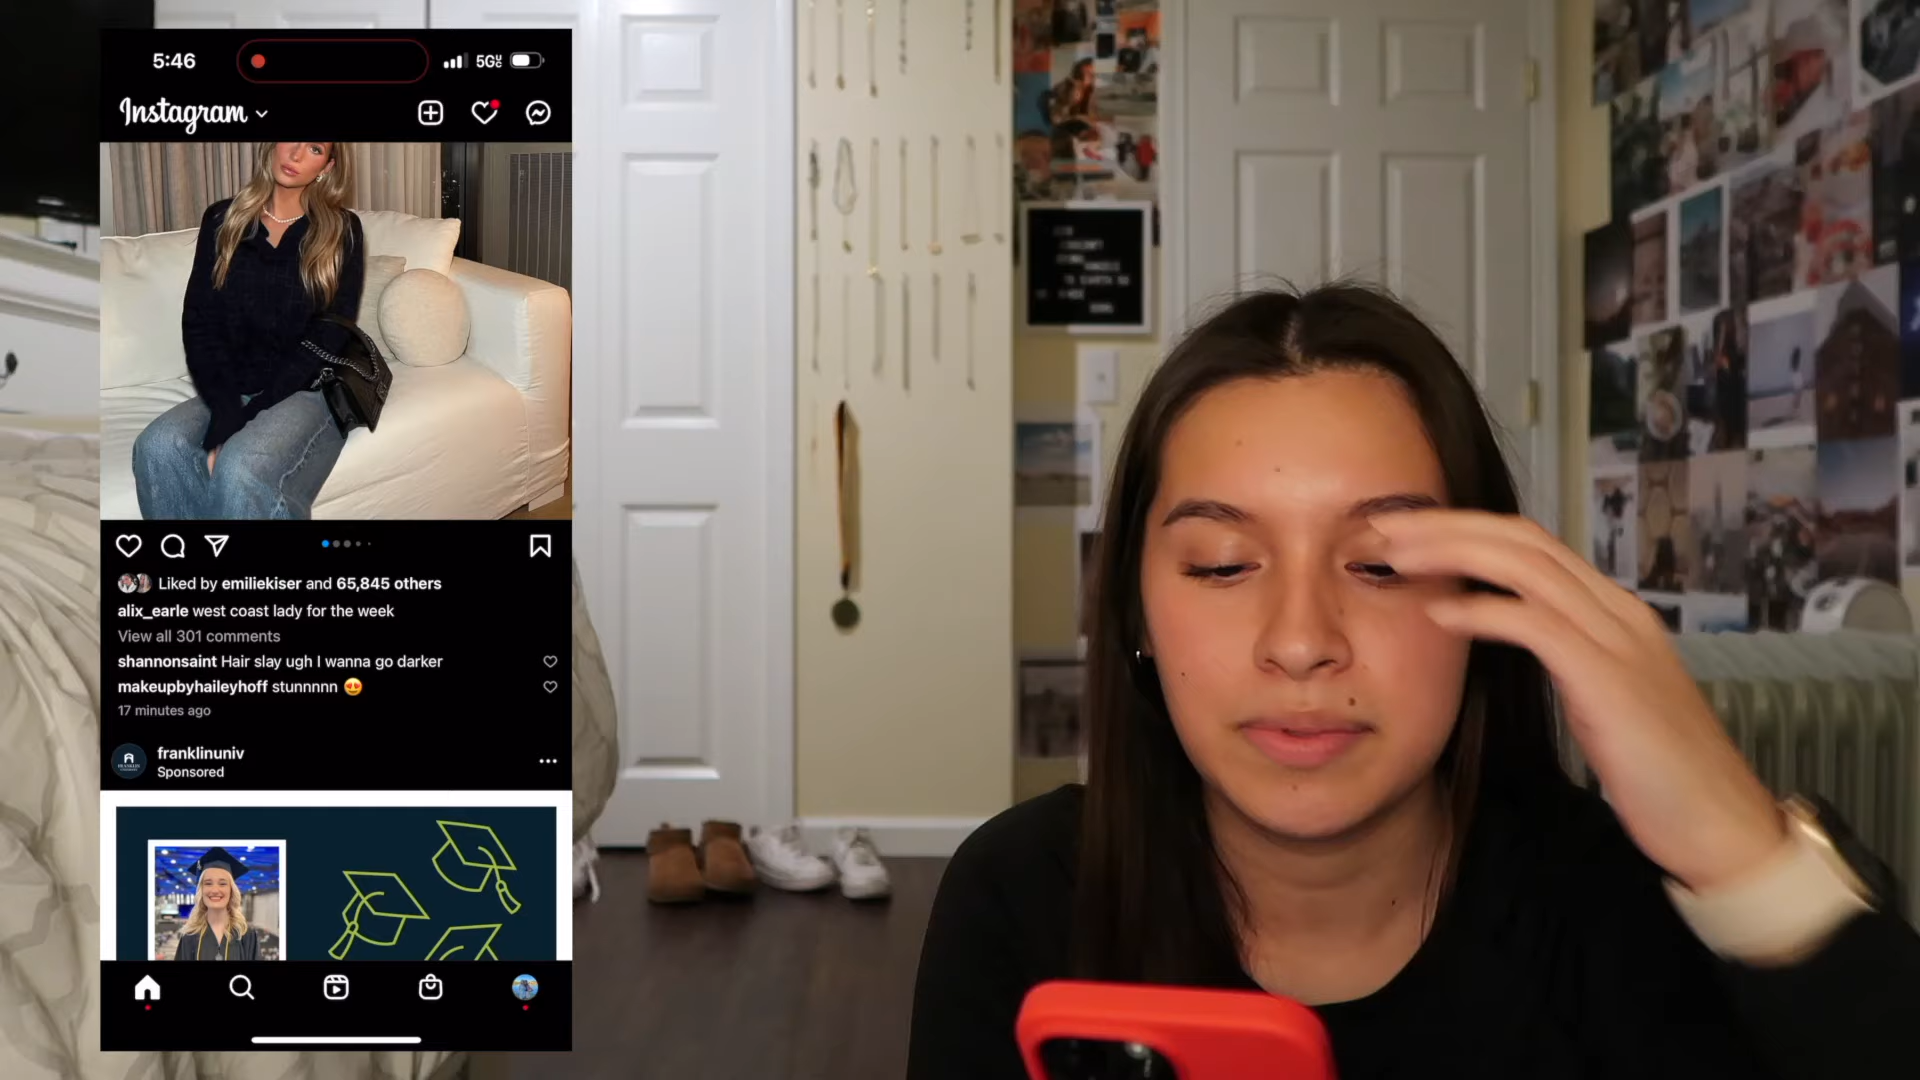 5:46
5GUC
Instagram
Liked by emiliekiser and 65,845 others
alix_earle west coast lady for the week
View all 301 comments
shannonsaint Hair slay ugh I wanna go darker
makeupbyhaileyhoff stunnnnn 😍
17 minutes ago
franklinuniv
Sponsored